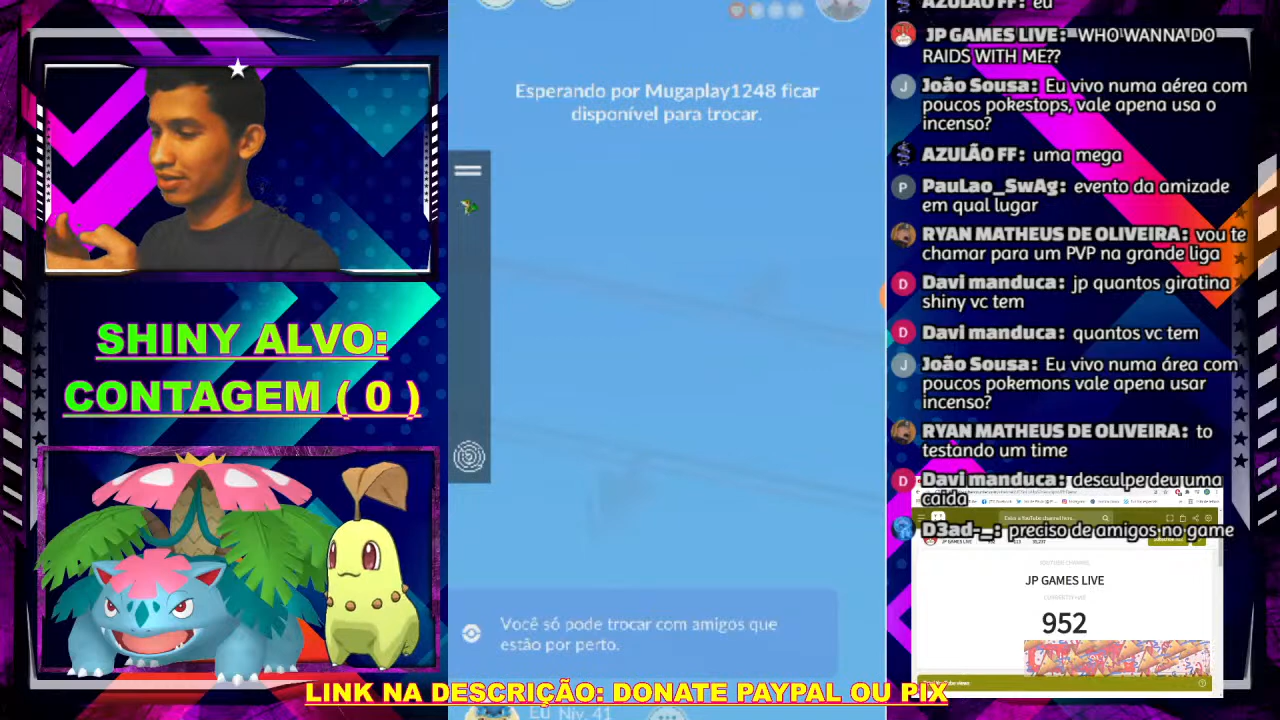 SHINY ALVO:
CONTAGEM ( 0 )
Esperando por Mugaplay1248 ficar
disponível para trocar.
Você só pode trocar com amigos que
estão por perto.
Eu Niv. 41
AZULÃO FF: eu
JP GAMES LIVE: WHO WANNA DO
RAIDS WITH ME??
J João Sousa: Eu vivo numa aérea com
poucos pokestops, vale apena usa o
incenso?
AZULÃO FF: uma mega
P PauLao_SwAg: evento da amizade
em qual lugar
RYAN MATHEUS DE OLIVEIRA: vou te
chamar para um PVP na grande liga
D Davi manduca: jp quantos giratina
shiny vc tem
D Davi manduca: quantos vc tem
J João Sousa: Eu vivo numa área com
poucos pokemons vale apena usar
incenso?
RYAN MATHEUS DE OLIVEIRA: to
testando um time
D Davi manduca: desculpe deu uma
caida
D3ad-_: preciso de amigos no game
JP GAMES LIVE
YOUTUBE CHANNEL
JP GAMES LIVE
952
LINK NA DESCRIÇÃO: DONATE PAYPAL OU PIX